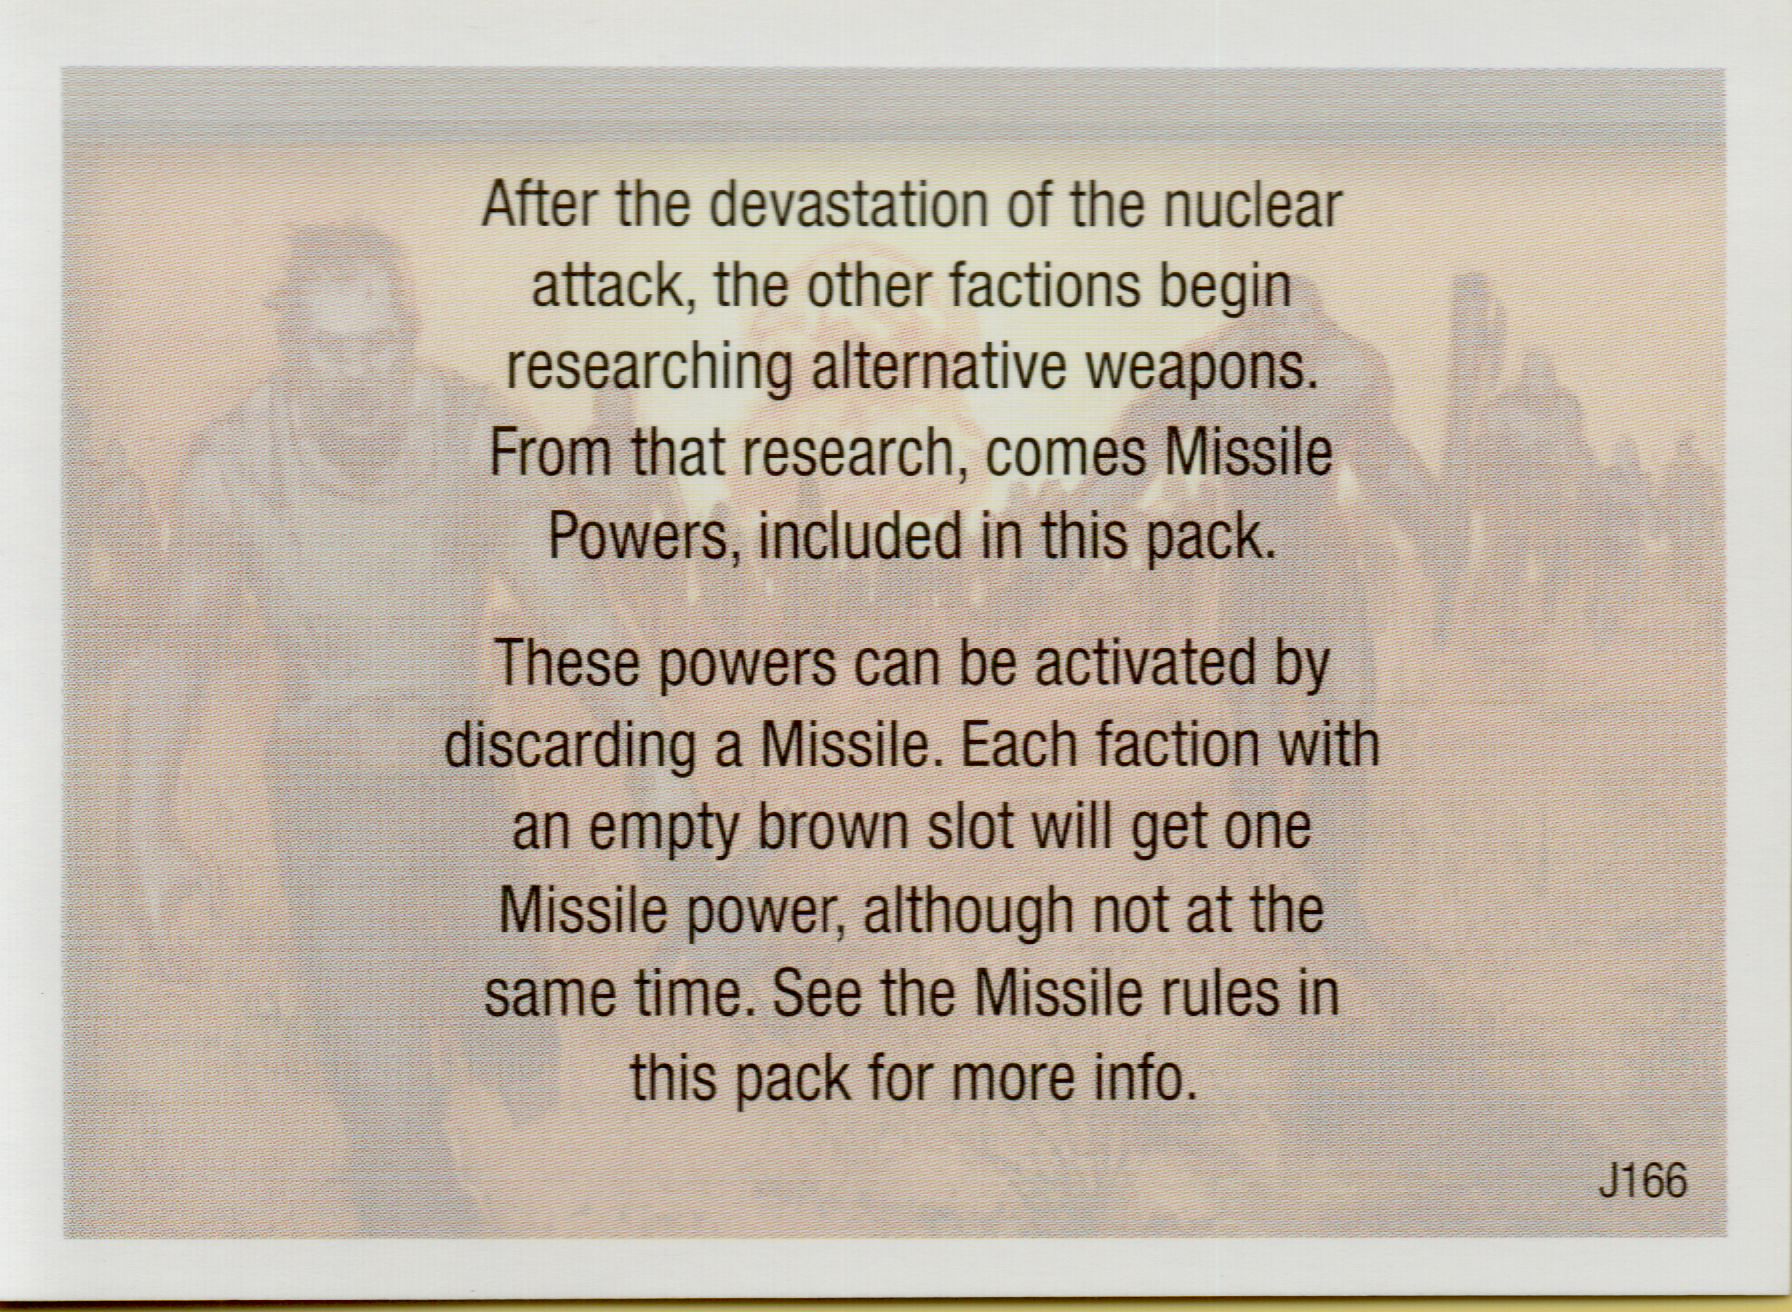 After the devastation of the nuclear
attack, the other factions begin
researching alternative weapons.
From that research, comes Missile
Powers, included in this pack.
These powers can be activated by
discarding a Missile. Each faction with
an empty brown slot will get one
Missile power, although not at the
same time. See the Missile rules in
this pack for more info.
J166